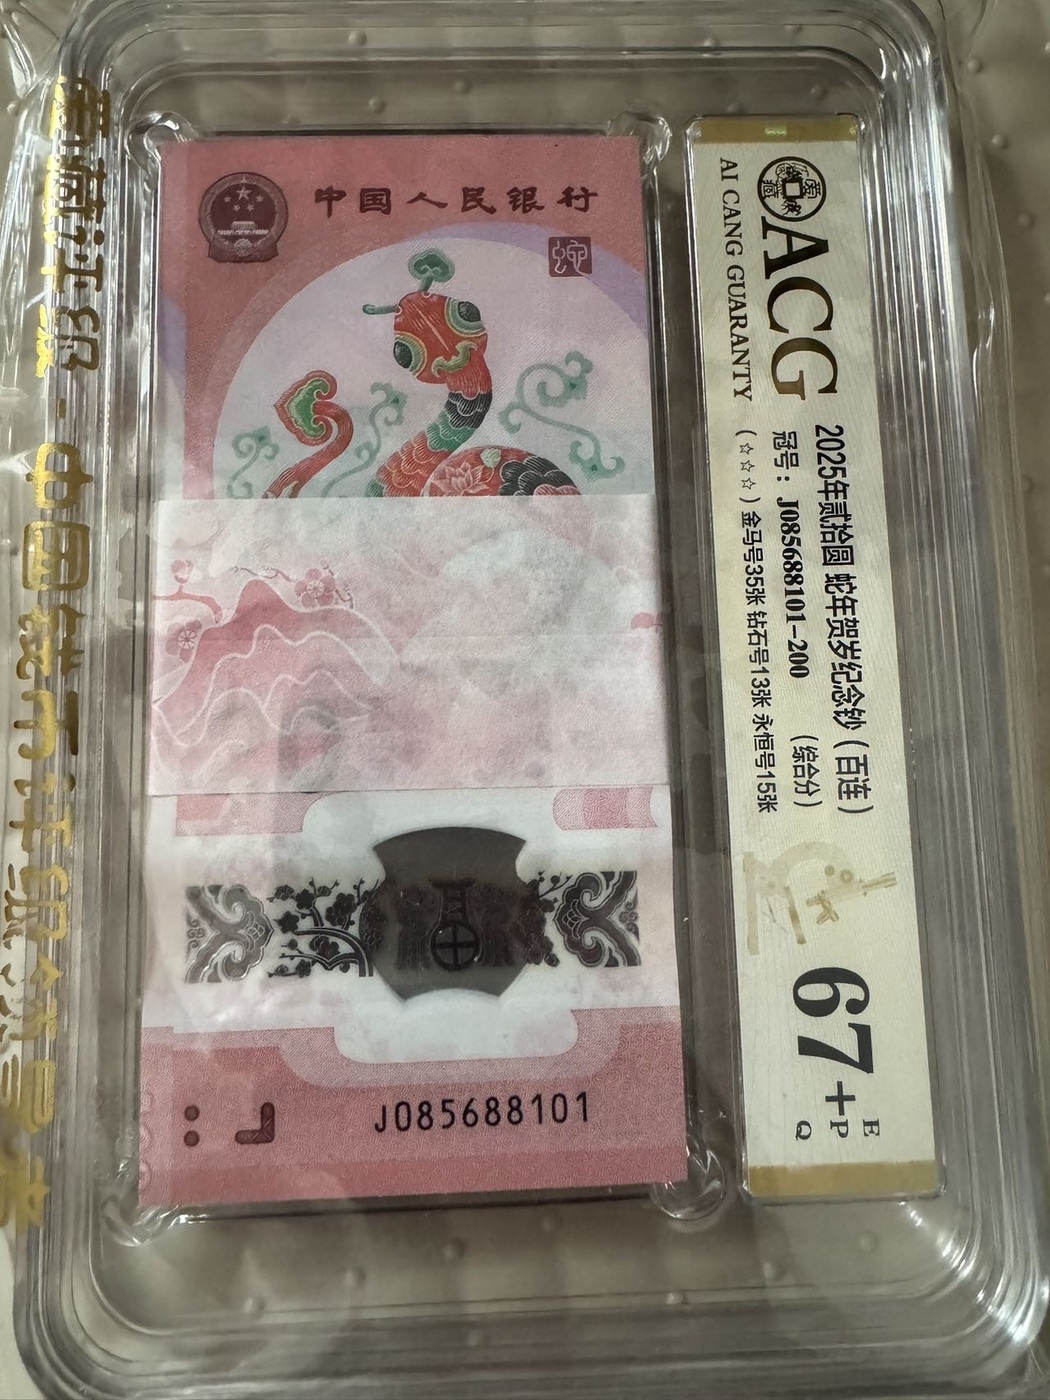 中国人民银行
蛇
J085688101
爱藏
ACG
AI CANG GUARANTY
2025年贰拾圆 蛇年贺岁纪念钞（百连）
冠号：J085688101-200 （综合分）
（☆☆☆）金马号35张 钻石号13张 永恒号15张
67+
E
P
Q